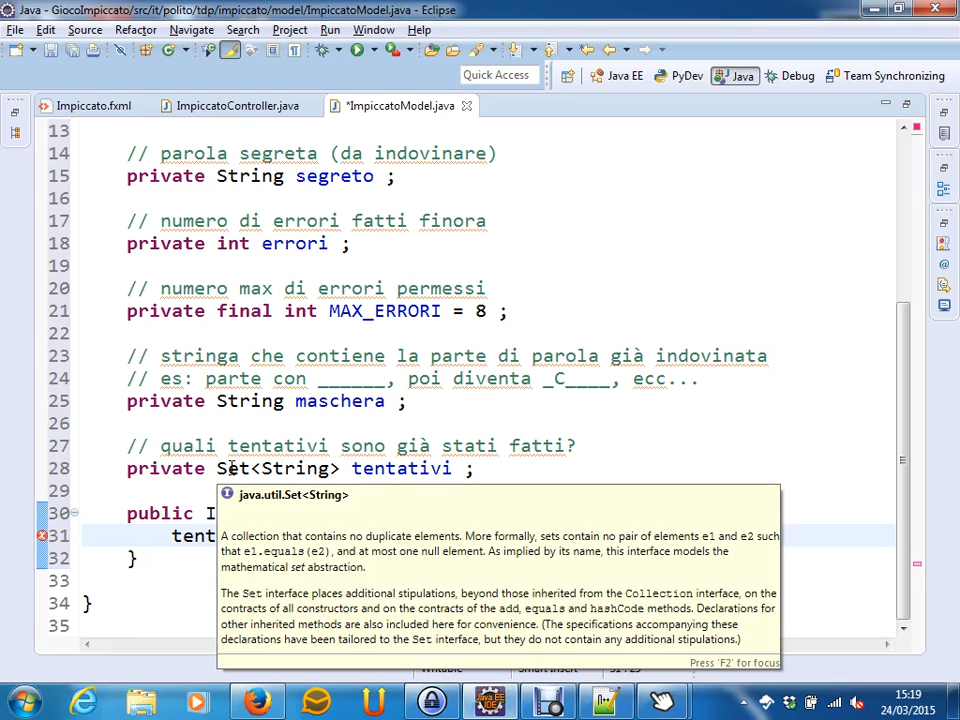 Java - GiocoImpiccato/src/it/polito/tdp/impiccato/model/ImpiccatoModel.java - Eclipse
File Edit Source Refactor Navigate Search Project Run Window Help
Quick Access Java EE PyDev Java Debug Team Synchronizing
Impiccato.fxml ImpiccatoController.java *ImpiccatoModel.java
13
14 // parola segreta (da indovinare)
15 private String segreto ;
16
17 // numero di errori fatti finora
18 private int errori ;
19
20 // numero max di errori permessi
21 private final int MAX_ERRORI = 8 ;
22
23 // stringa che contiene la parte di parola già indovinata
24 // es: parte con ______, poi diventa _C____, ecc...
25 private String maschera ;
26
27 // quali tentativi sono già stati fatti?
28 private Set<String> tentativi ;
29
30 public I
31 tent
32 }
33
34 }
35
java.util.Set<String>
A collection that contains no duplicate elements. More formally, sets contain no pair of elements e1 and e2 such
that e1.equals(e2), and at most one null element. As implied by its name, this interface models the
mathematical set abstraction.
The Set interface places additional stipulations, beyond those inherited from the Collection interface, on the
contracts of all constructors and on the contracts of the add, equals and hashCode methods. Declarations for
other inherited methods are also included here for convenience. (The specifications accompanying these
declarations have been tailored to the Set interface, but they do not contain any additional stipulations.)
Press 'F2' for focus
15:19
24/03/2015